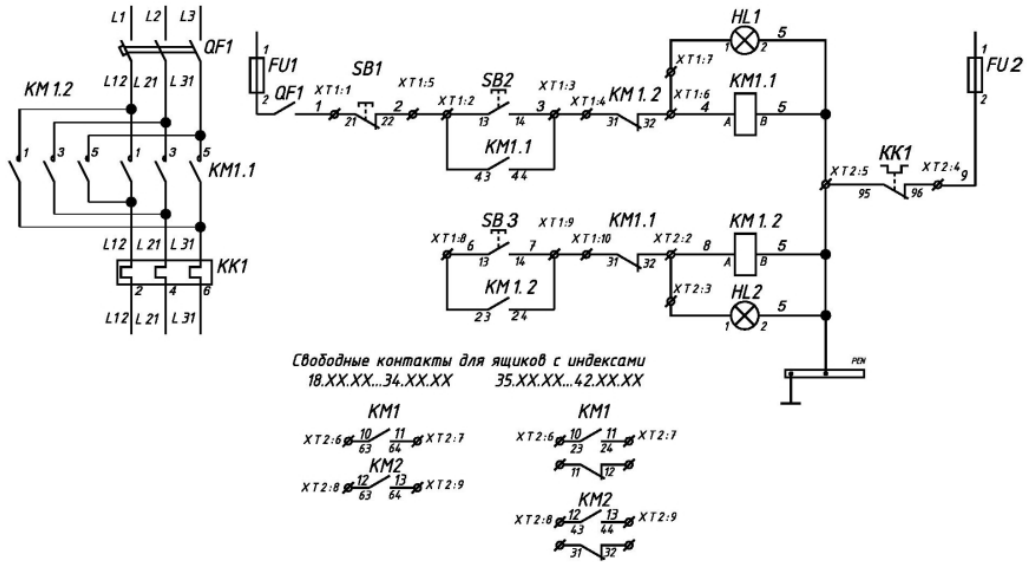 L1 L2 L3
QF1
L12 L21 L31
KM1.2
1 3 5 1 3 5
KM1.1
L12 L21 L31
KK1
2 4 6
L12 L21 L31
1
FU1
2
QF1
XT1:1
1
SB1
21 22
2
XT1:5
XT1:2
SB2
13 14
XT1:3
3
XT1:4
KM1.1
43 44
KM1.2
31 32
XT1:7
XT1:6
4
HL1
1 2
5
KM1.1
A B
5
1
FU2
2
XT2:5
KK1
95 96
XT2:4
9
XT1:8
6
SB3
13 14
XT1:9
7
XT1:10
KM1.2
23 24
KM1.1
31 32
XT2:2
8
KM1.2
A B
5
XT2:3
HL2
1 2
5
PEN
Свободные контакты для ящиков с индексами
18.XX.XX...34.XX.XX 35.XX.XX...42.XX.XX
KM1
XT2:6 10 11 XT2:7
63 64
KM2
XT2:8 12 13 XT2:9
63 64
KM1
XT2:6 10 11 XT2:7
23 24
11 12
KM2
XT2:8 12 13 XT2:9
43 44
31 32